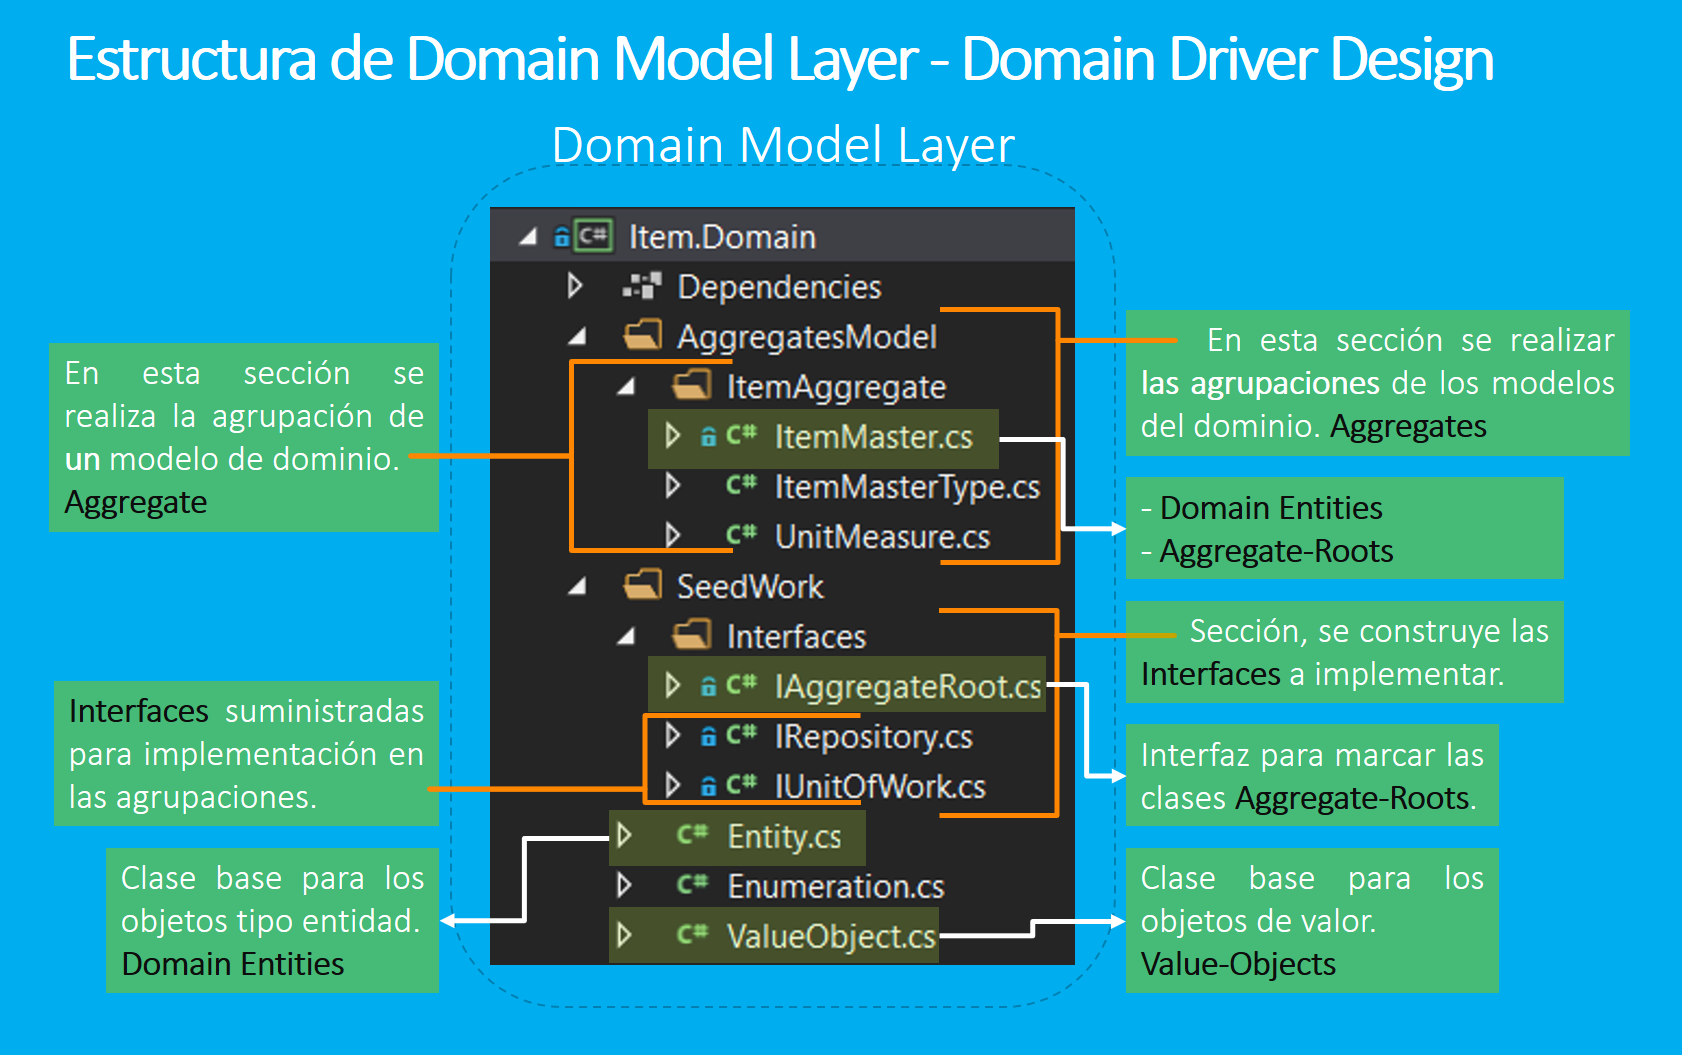 Estructura de Domain Model Layer - Domain Driver Design
Domain Model Layer
C# Item.Domain
Dependencies
AggregatesModel
ItemAggregate
C# ItemMaster.cs
C# ItemMasterType.cs
C# UnitMeasure.cs
SeedWork
Interfaces
C# IAggregateRoot.cs
C# IRepository.cs
C# IUnitOfWork.cs
C# Entity.cs
C# Enumeration.cs
C# ValueObject.cs
En esta sección se
realiza la agrupación de
un modelo de dominio.
Aggregate
Interfaces suministradas
para implementación en
las agrupaciones.
Clase base para los
objetos tipo entidad.
Domain Entities
En esta sección se realizar
las agrupaciones de los modelos
del dominio. Aggregates
- Domain Entities
- Aggregate-Roots
Sección, se construye las
Interfaces a implementar.
Interfaz para marcar las
clases Aggregate-Roots.
Clase base para los
objetos de valor.
Value-Objects